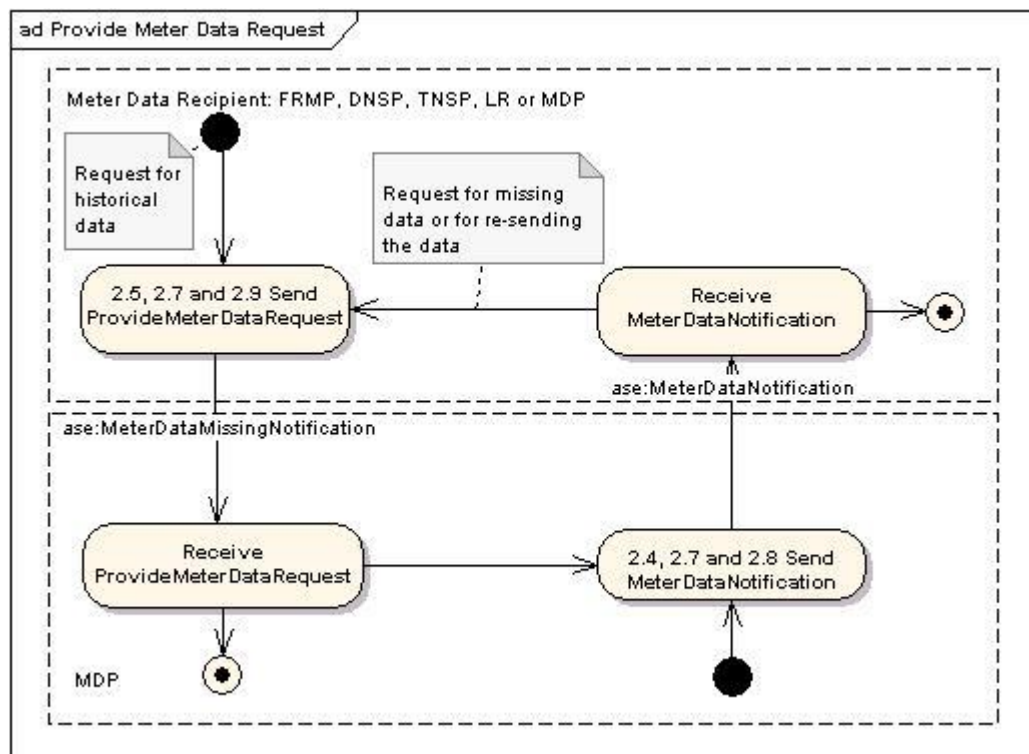 ad Provide Meter Data Request
Meter Data Recipient: FRMP, DNSP, TNSP, LR or MDP
Request for
historical
data
Request for missing
data or for re-sending
the data
2.5, 2.7 and 2.9 Send
ProvideMeterDataRequest
Receive
MeterDataNotification
ase:MeterDataNotification
ase:MeterDataMissingNotification
Receive
ProvideMeterDataRequest
2.4, 2.7 and 2.8 Send
MeterDataNotification
MDP